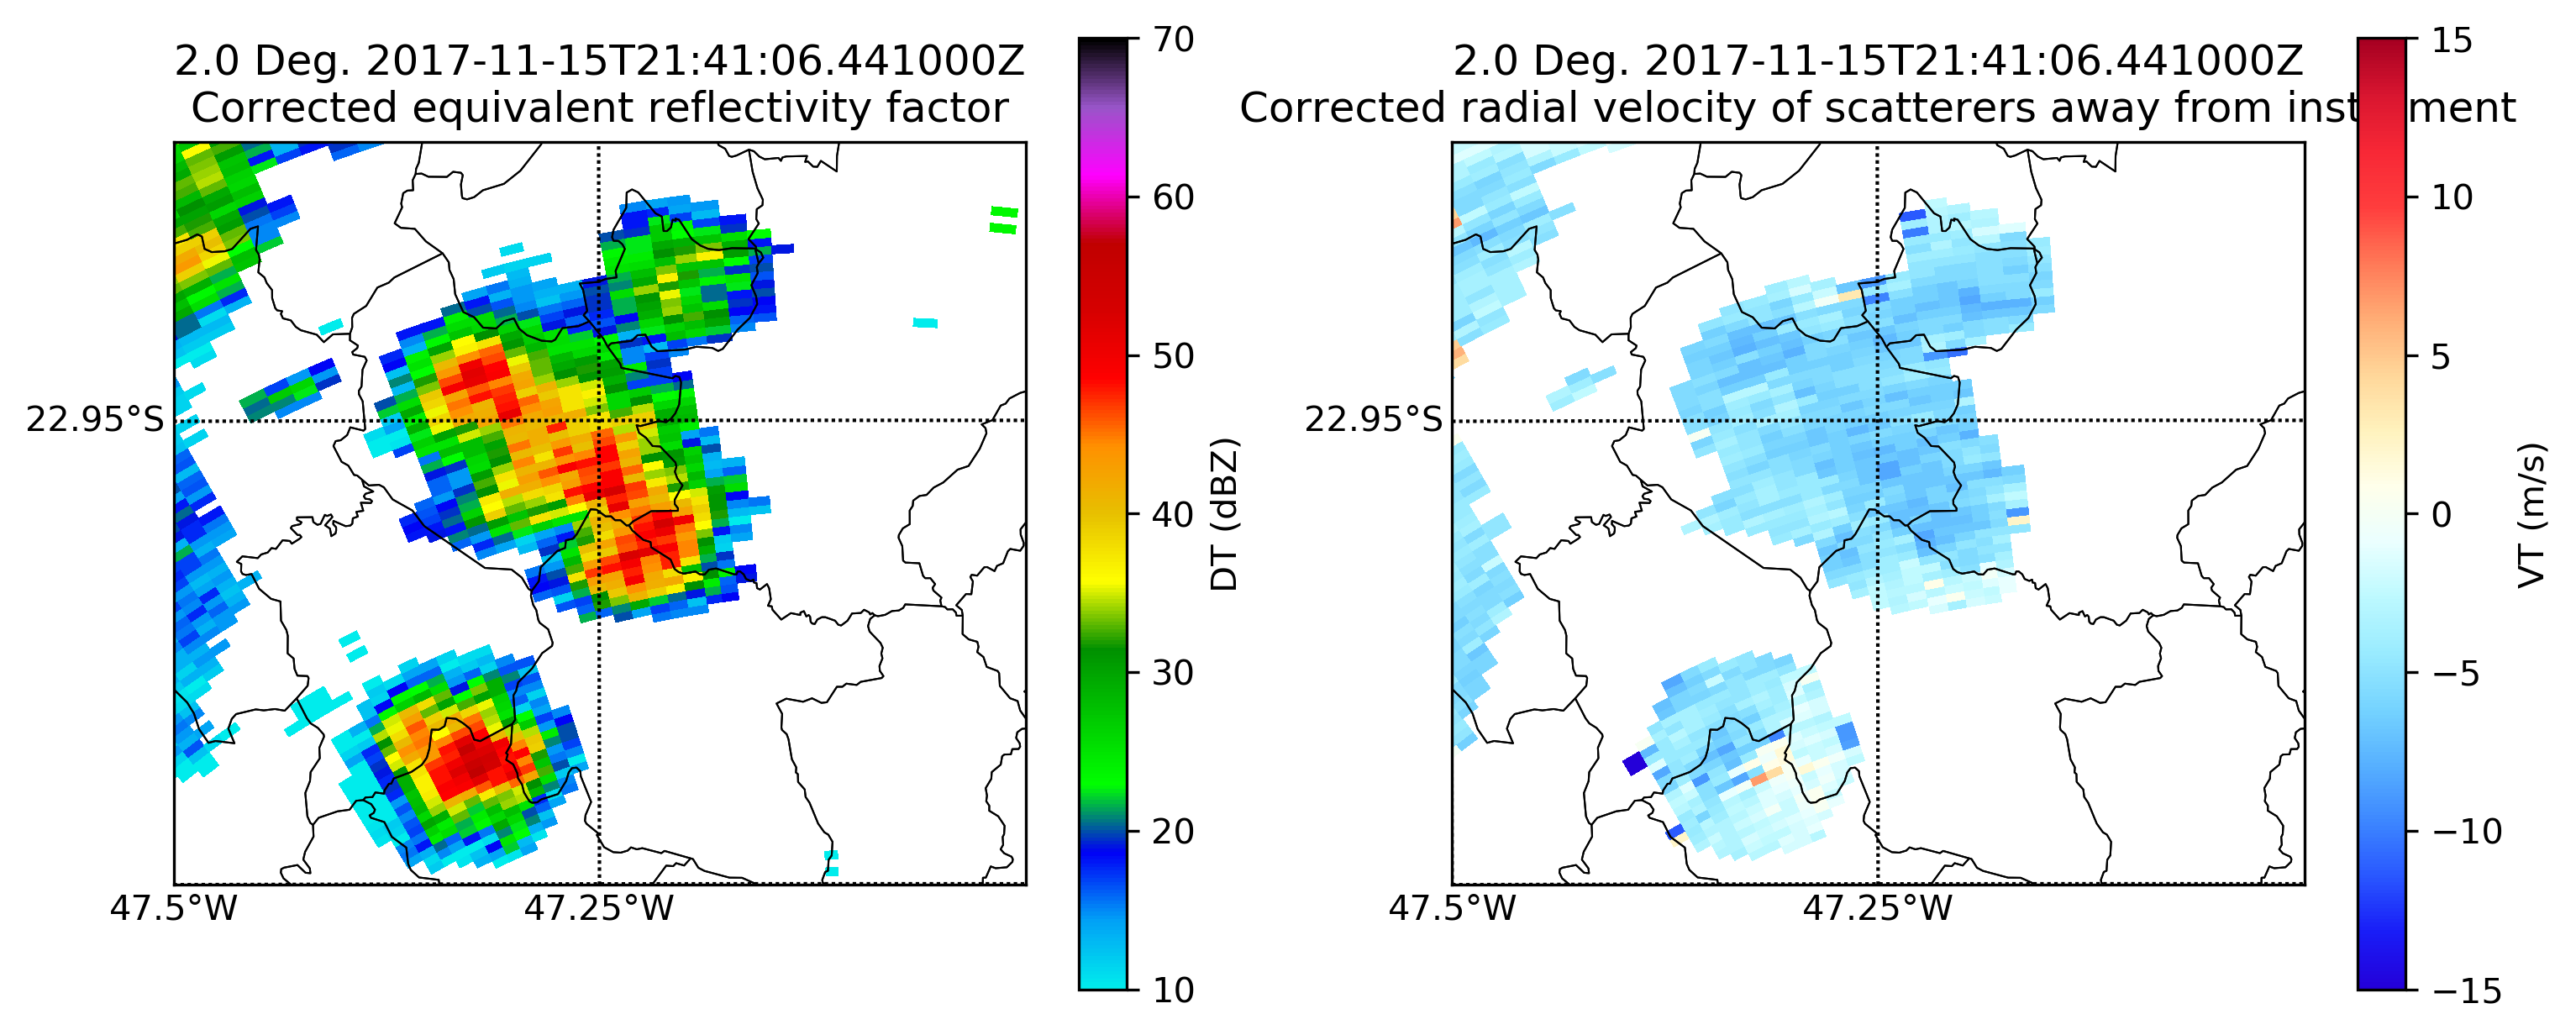 2.0 Deg. 2017-11-15T21:41:06.441000Z
Corrected equivalent reflectivity factor
22.95°S
47.5°W
47.25°W
70
60
50
40
30
20
10
DT (dBZ)
2.0 Deg. 2017-11-15T21:41:06.441000Z
Corrected radial velocity of scatterers away from inst ment
22.95°S
47.5°W
47.25°W
15
10
5
0
−5
−10
−15
VT (m/s)